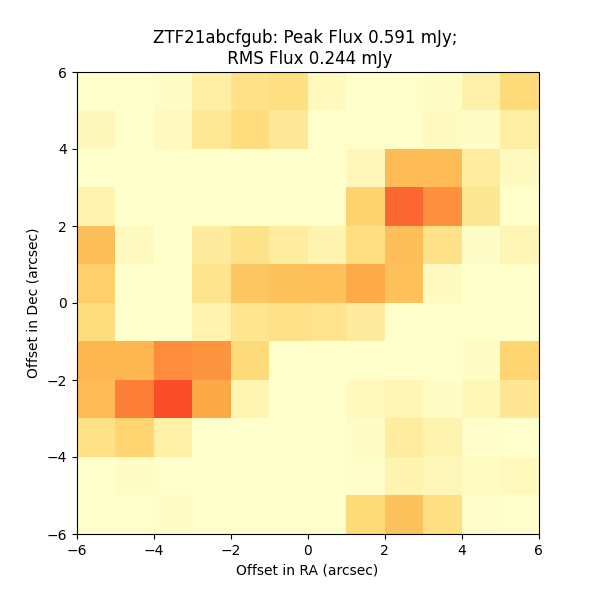 ZTF21abcfgub: Peak Flux 0.591 mJy;
RMS Flux 0.244 mJy
6
4
2
0
−2
−4
−6
Offset in Dec (arcsec)
−6 −4 −2 0 2 4 6
Offset in RA (arcsec)